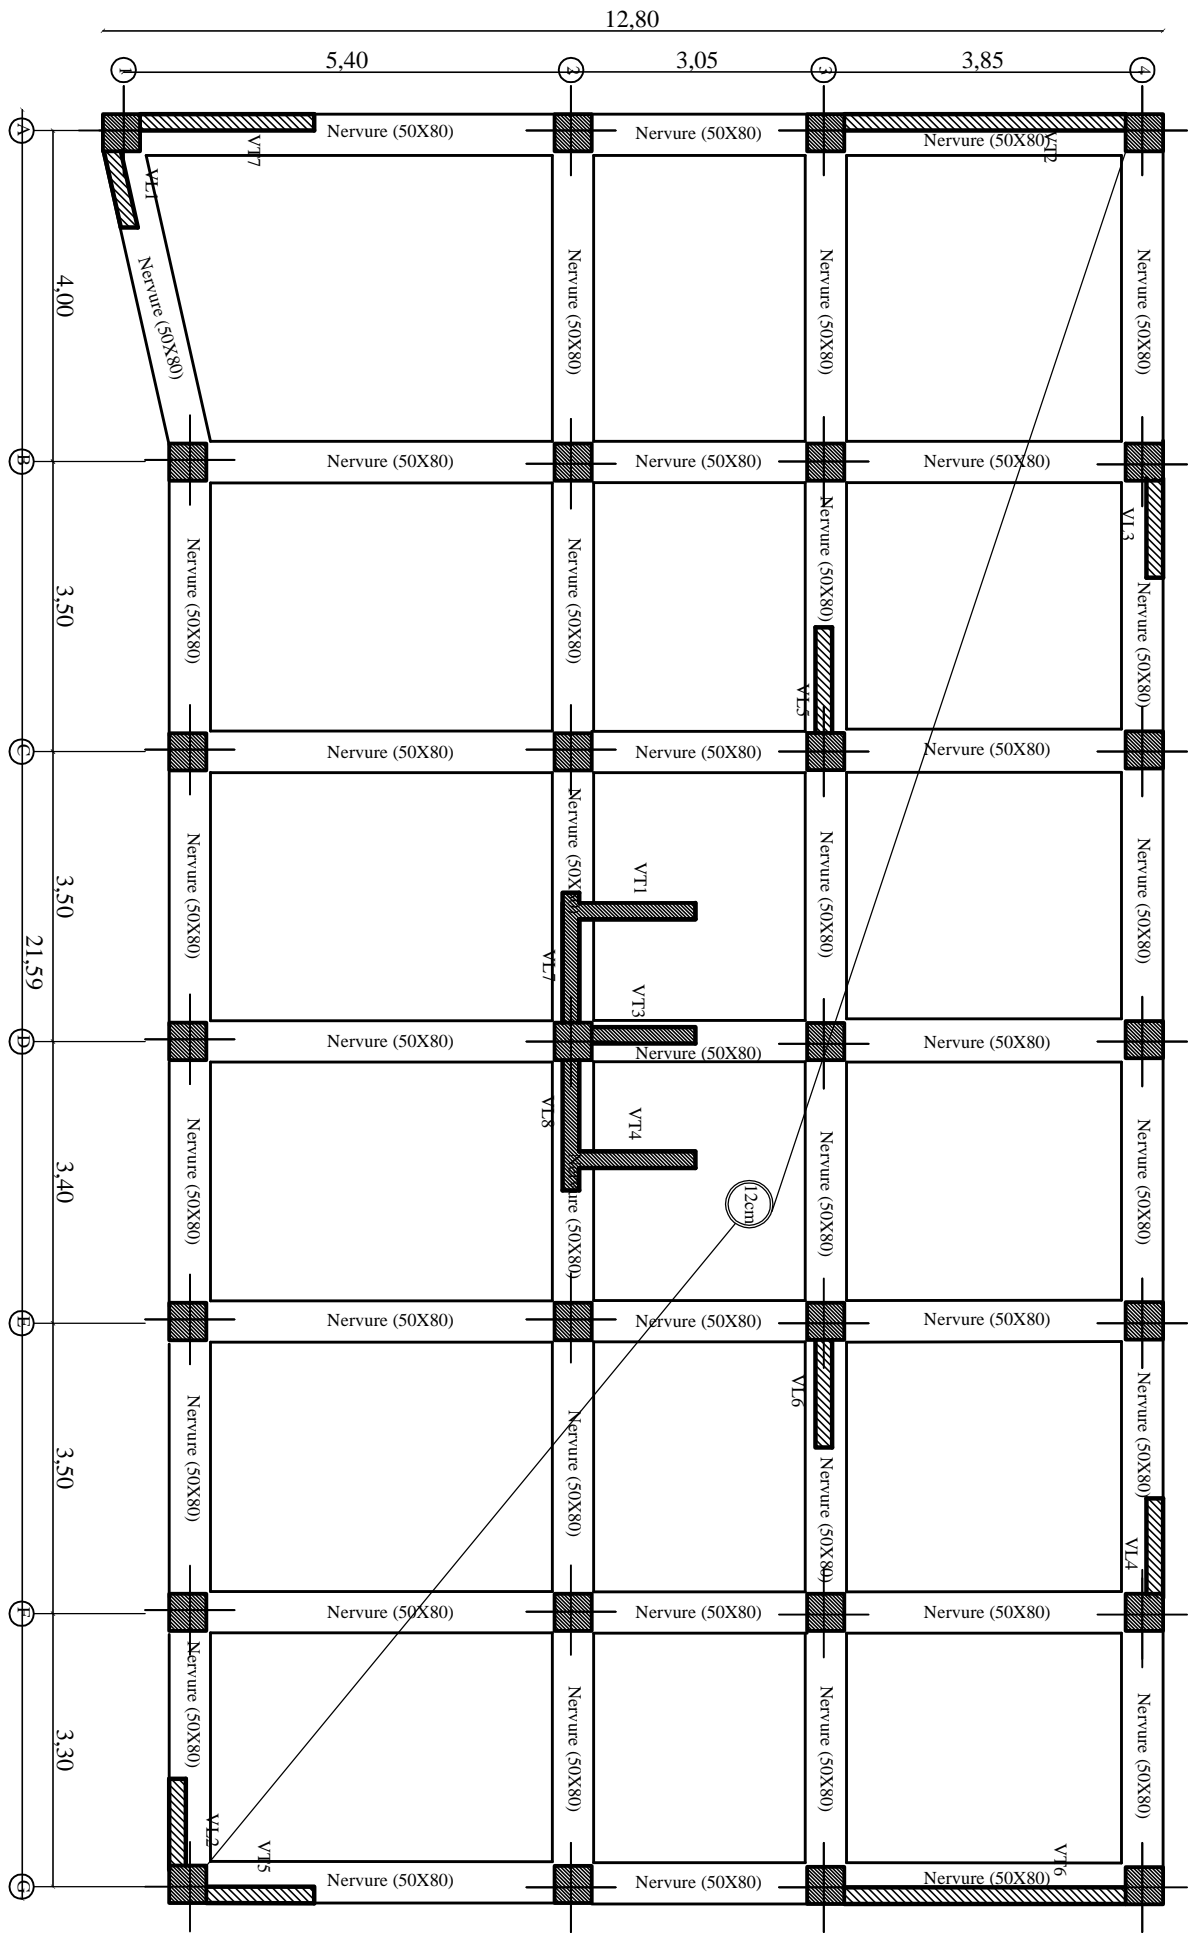 12,80
5,40
3,05
3,85
1
2
3
4
A
Nervure (50X80)
Nervure (50X80)
Nervure (50X80)
VT7
VT2
VL1
4,00
Nervure (50X80)
Nervure (50X80)
Nervure (50X80)
Nervure (50X80)
B
Nervure (50X80)
Nervure (50X80)
Nervure (50X80)
VL3
3,50
Nervure (50X80)
Nervure (50X80)
Nervure (50X80)
Nervure (50X80)
VL5
C
Nervure (50X80)
Nervure (50X80)
Nervure (50X80)
3,50
Nervure (50X80)
Nervure (50X80)
Nervure (50X80)
Nervure (50X80)
VT1
VL7
VT3
21,59
D
Nervure (50X80)
Nervure (50X80)
Nervure (50X80)
VL8
VT4
3,40
Nervure (50X80)
ure (50X80)
Nervure (50X80)
Nervure (50X80)
12cm
E
Nervure (50X80)
Nervure (50X80)
Nervure (50X80)
VL6
3,50
Nervure (50X80)
Nervure (50X80)
Nervure (50X80)
Nervure (50X80)
VL4
F
Nervure (50X80)
Nervure (50X80)
Nervure (50X80)
3,30
Nervure (50X80)
Nervure (50X80)
Nervure (50X80)
Nervure (50X80)
VL2
VT5
VT6
G
Nervure (50X80)
Nervure (50X80)
Nervure (50X80)